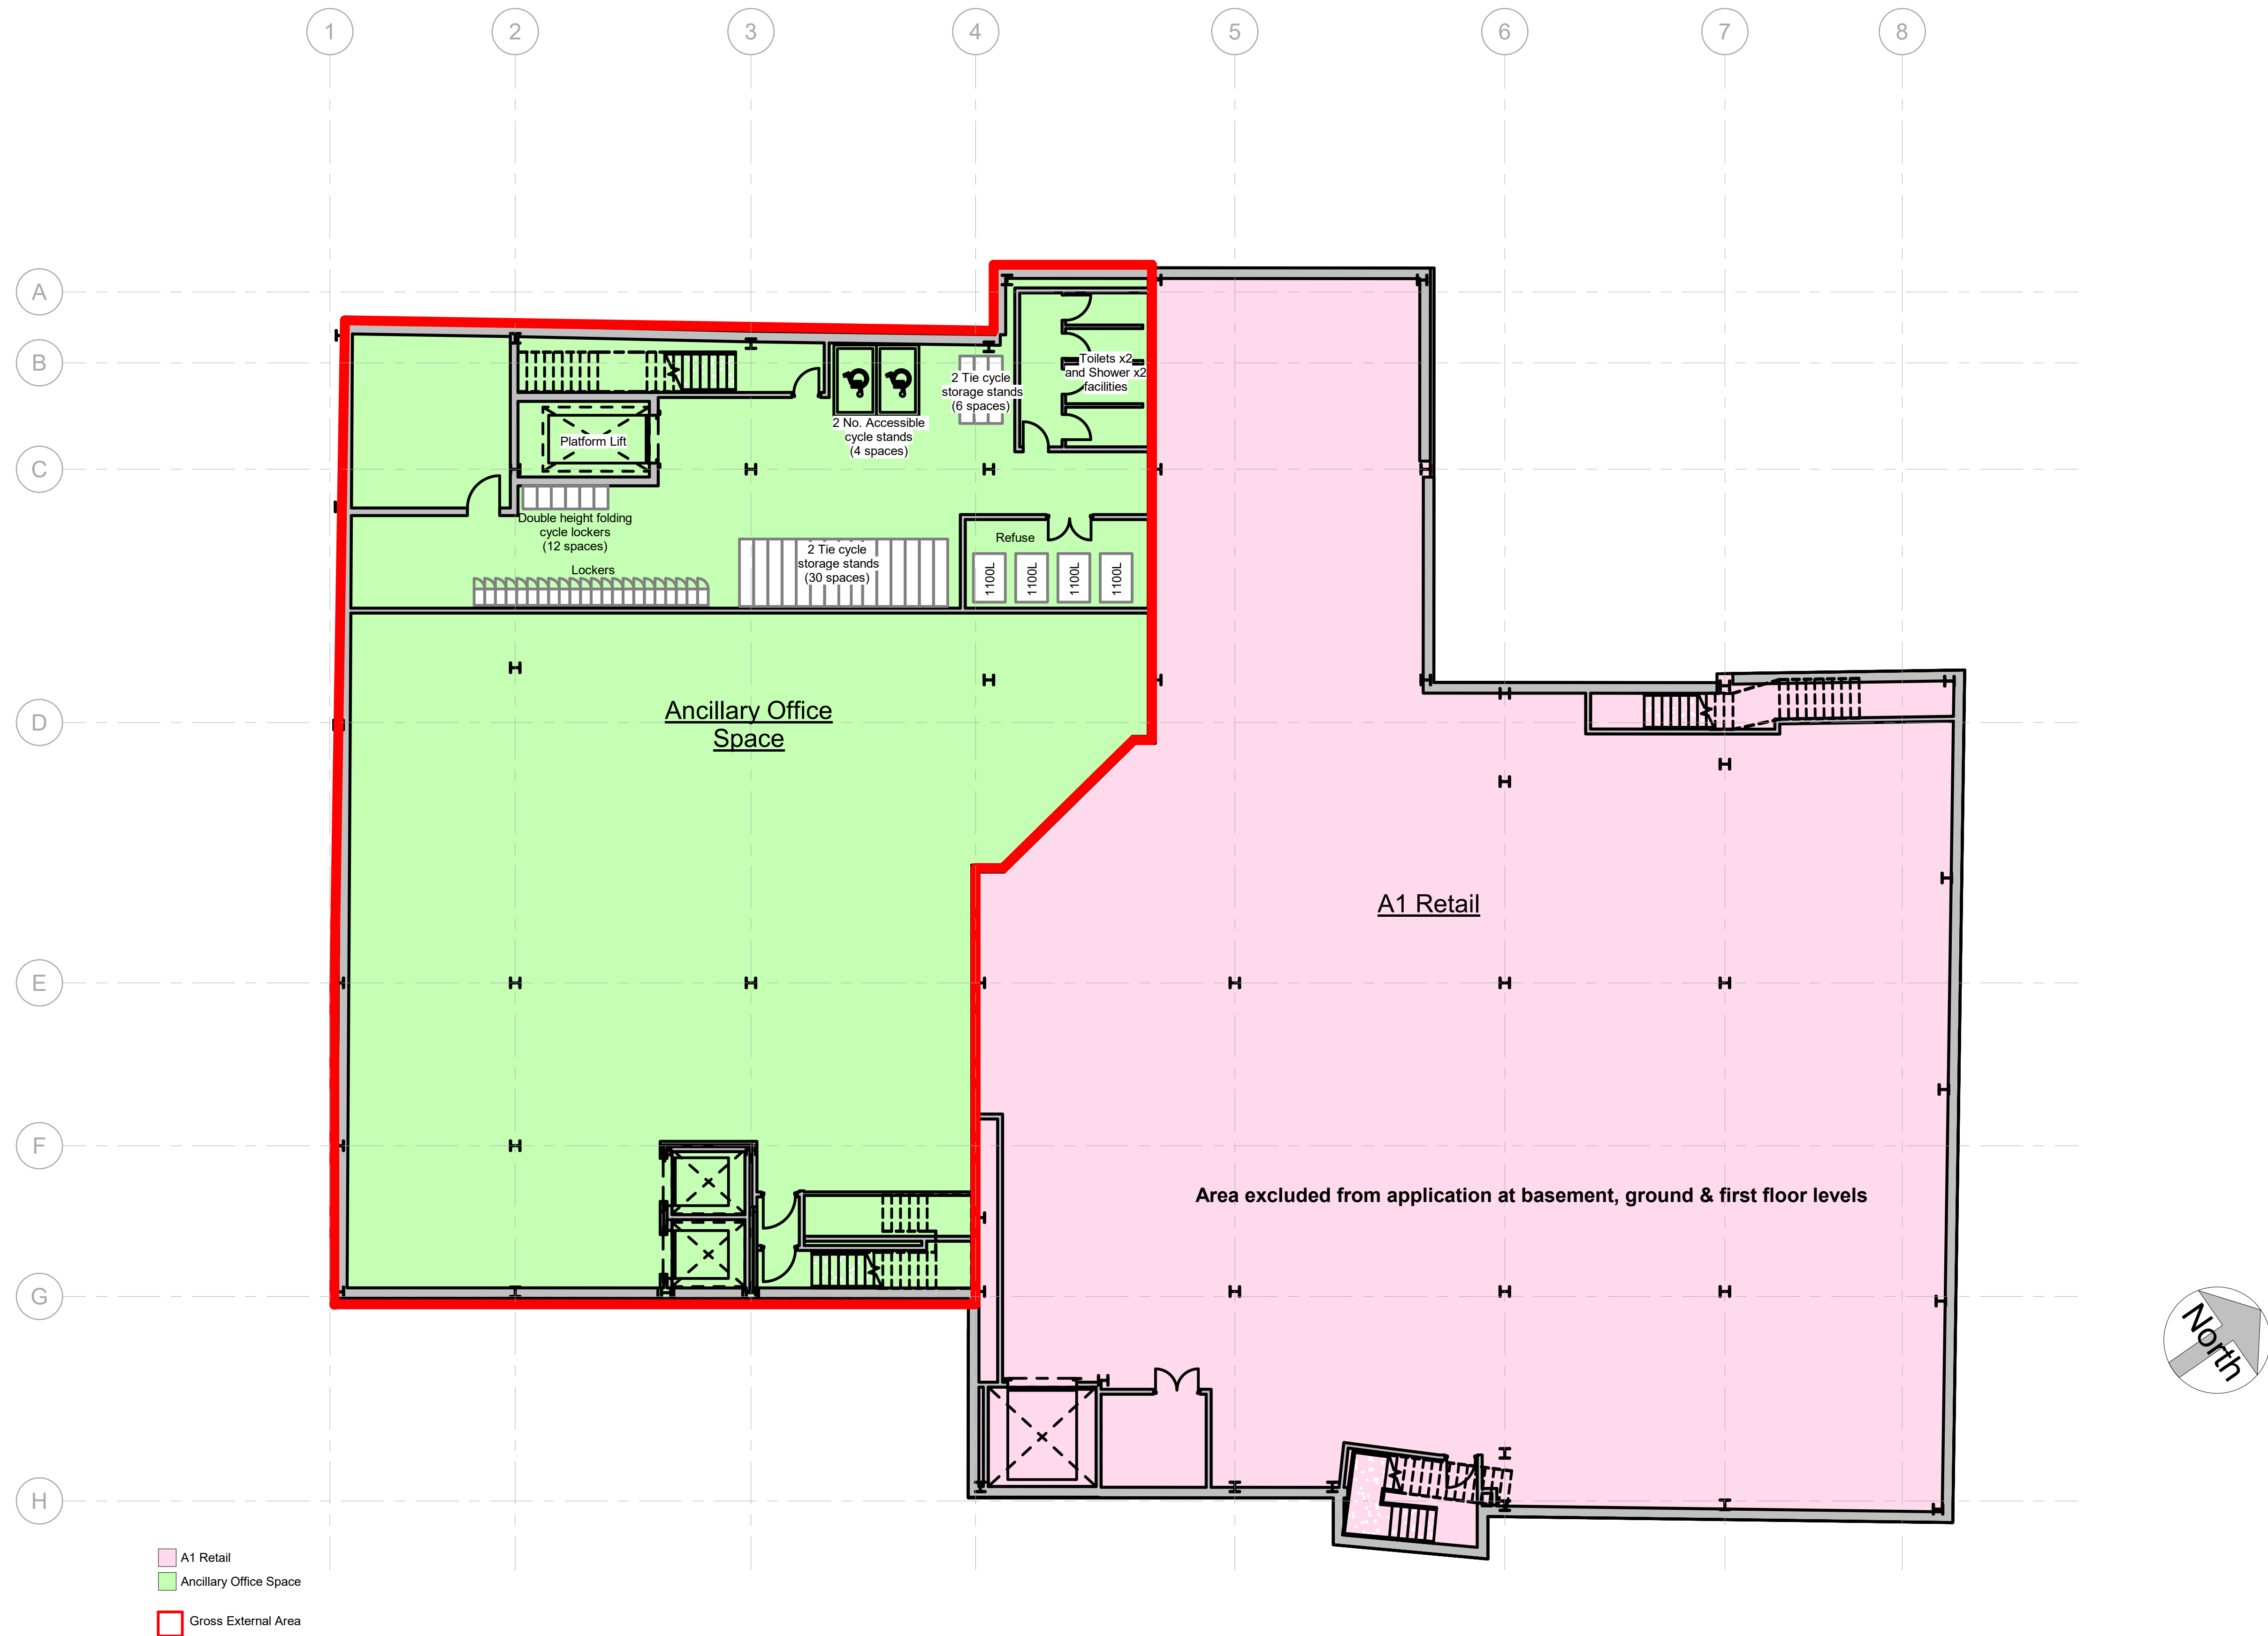 1
2
3
4
5
6
7
8
A
B
C
D
E
F
G
H
Platform Lift
2 No. Accessible
cycle stands
(4 spaces)
2 Tie cycle
storage stands
(6 spaces)
Toilets x2
and Shower x2
facilities
Double height folding
cycle lockers
(12 spaces)
Lockers
2 Tie cycle
storage stands
(30 spaces)
Refuse
1100L
1100L
1100L
1100L
Ancillary Office
Space
A1 Retail
Area excluded from application at basement, ground & first floor levels
North
A1 Retail
Ancillary Office Space
Gross External Area